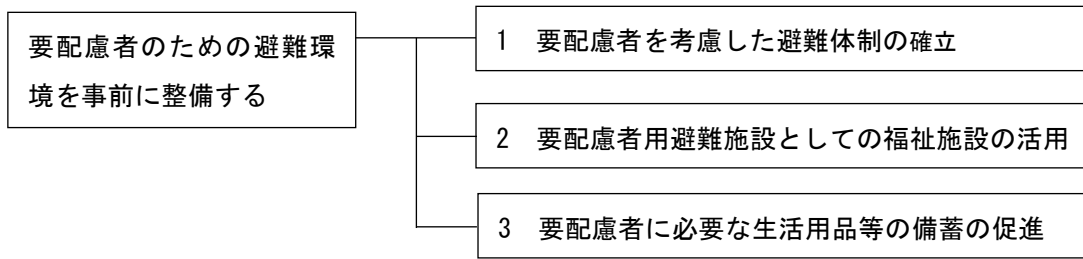 要配慮者のための避難環
境を事前に整備する
1 要配慮者を考慮した避難体制の確立
2 要配慮者用避難施設としての福祉施設の活用
3 要配慮者に必要な生活用品等の備蓄の促進